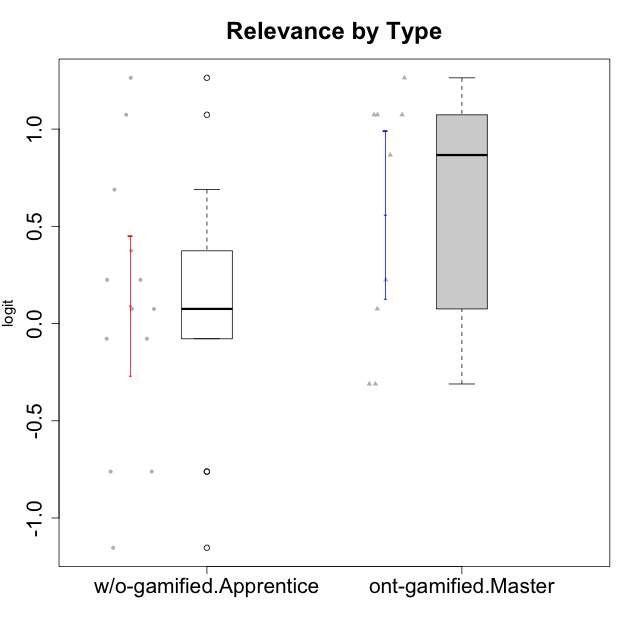 Relevance by Type
logit
1.0
0.5
0.0
-0.5
-1.0
w/o-gamified.Apprentice
ont-gamified.Master